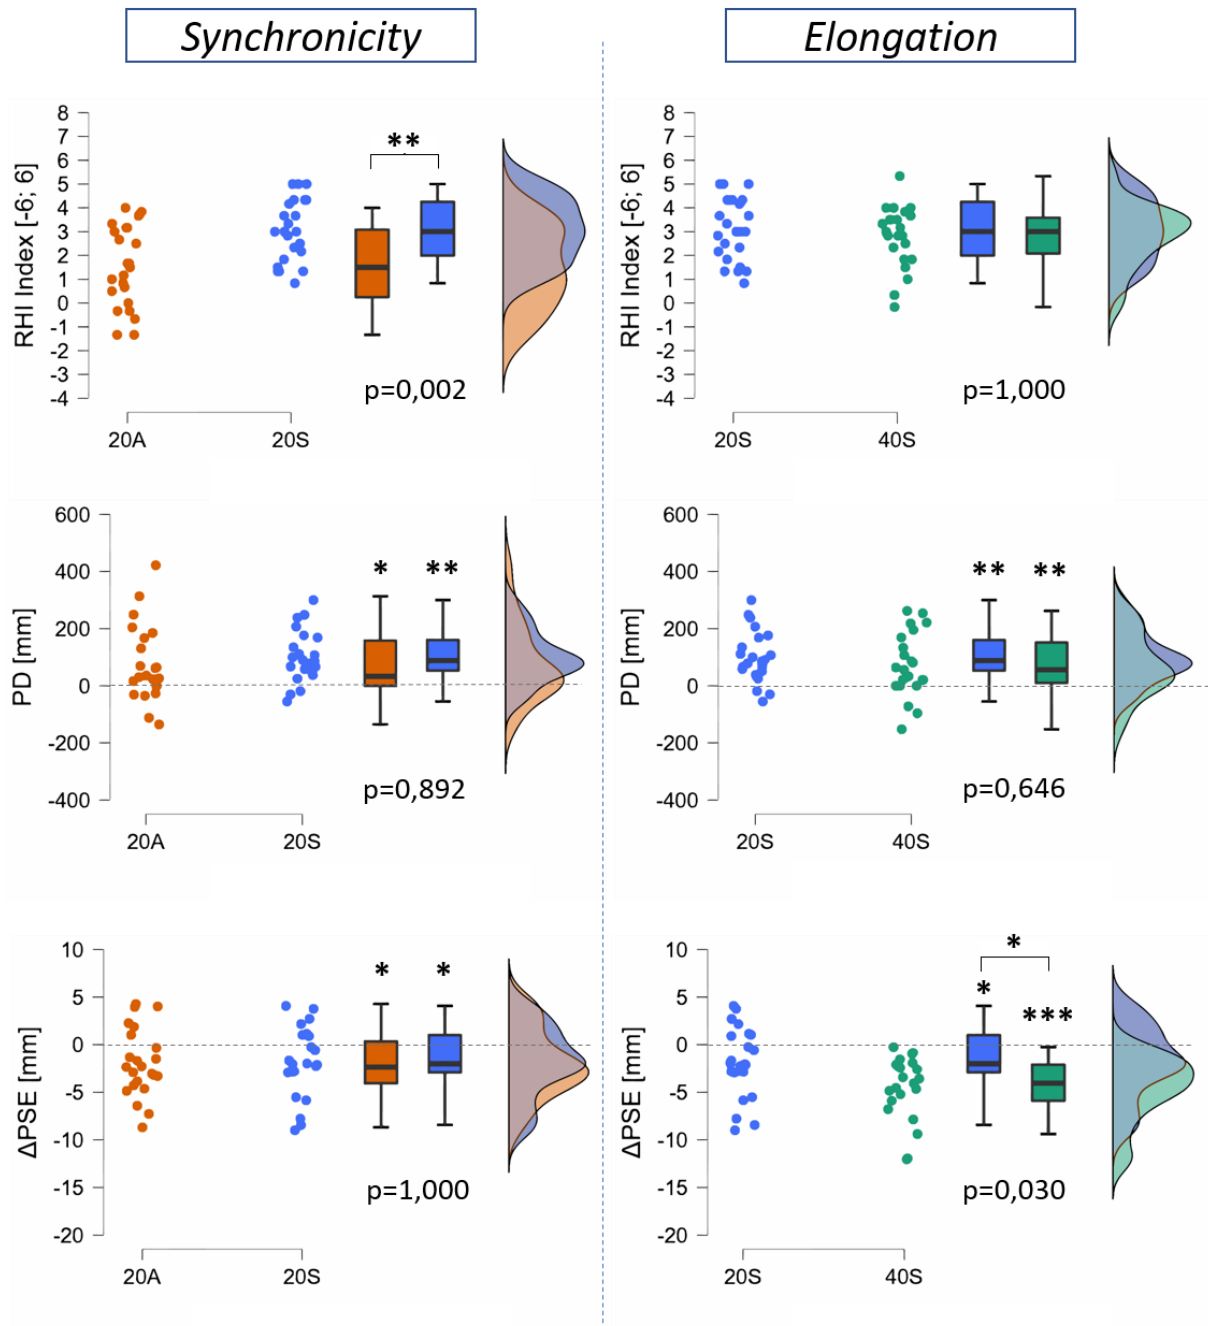 Synchronicity
Elongation
RHI Index [-6; 6]
8
7
6
5
4
3
2
1
0
-1
-2
-3
-4
**
p=0,002
20A
20S
RHI Index [-6; 6]
8
7
6
5
4
3
2
1
0
-1
-2
-3
-4
p=1,000
20S
40S
PD [mm]
600
400
200
0
-200
-400
*
**
p=0,892
20A
20S
PD [mm]
600
400
200
0
-200
-400
**
**
p=0,646
20S
40S
ΔPSE [mm]
10
5
0
-5
-10
-15
-20
*
*
p=1,000
20A
20S
ΔPSE [mm]
10
5
0
-5
-10
-15
-20
*
*
***
p=0,030
20S
40S